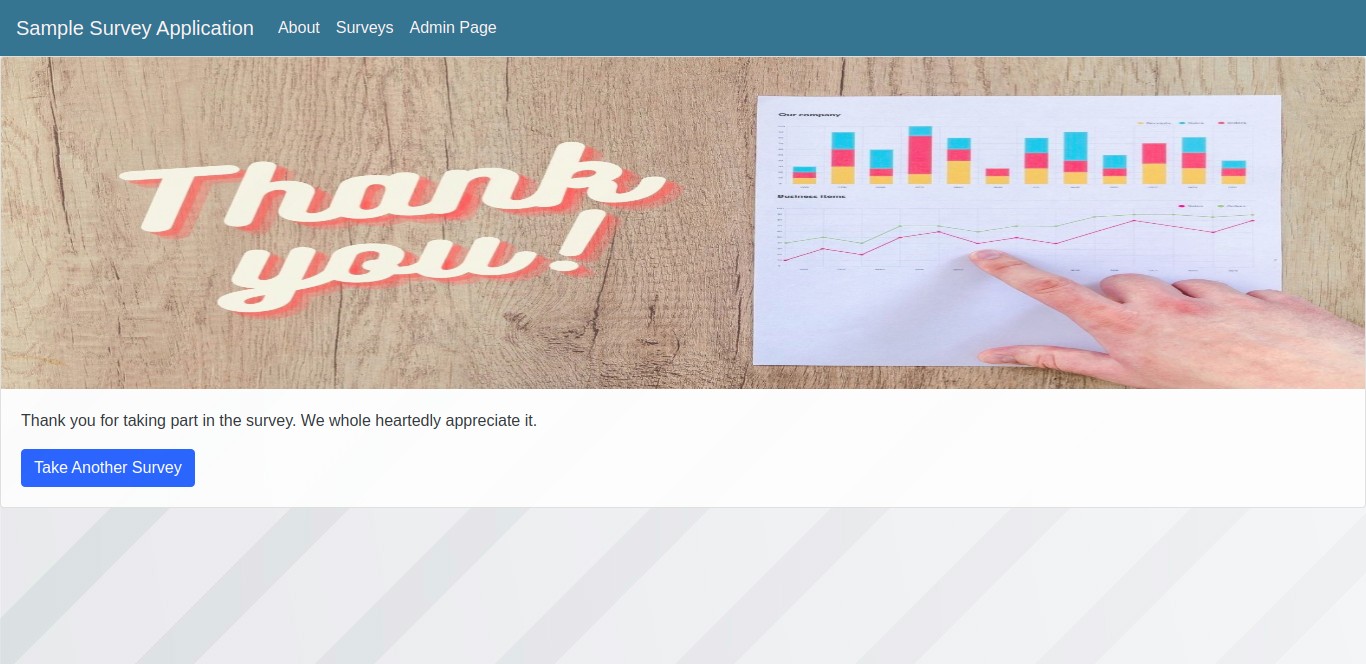 Sample Survey Application About Surveys Admin Page
Thank
you!
Our company
Business items
Thank you for taking part in the survey. We whole heartedly appreciate it.
Take Another Survey